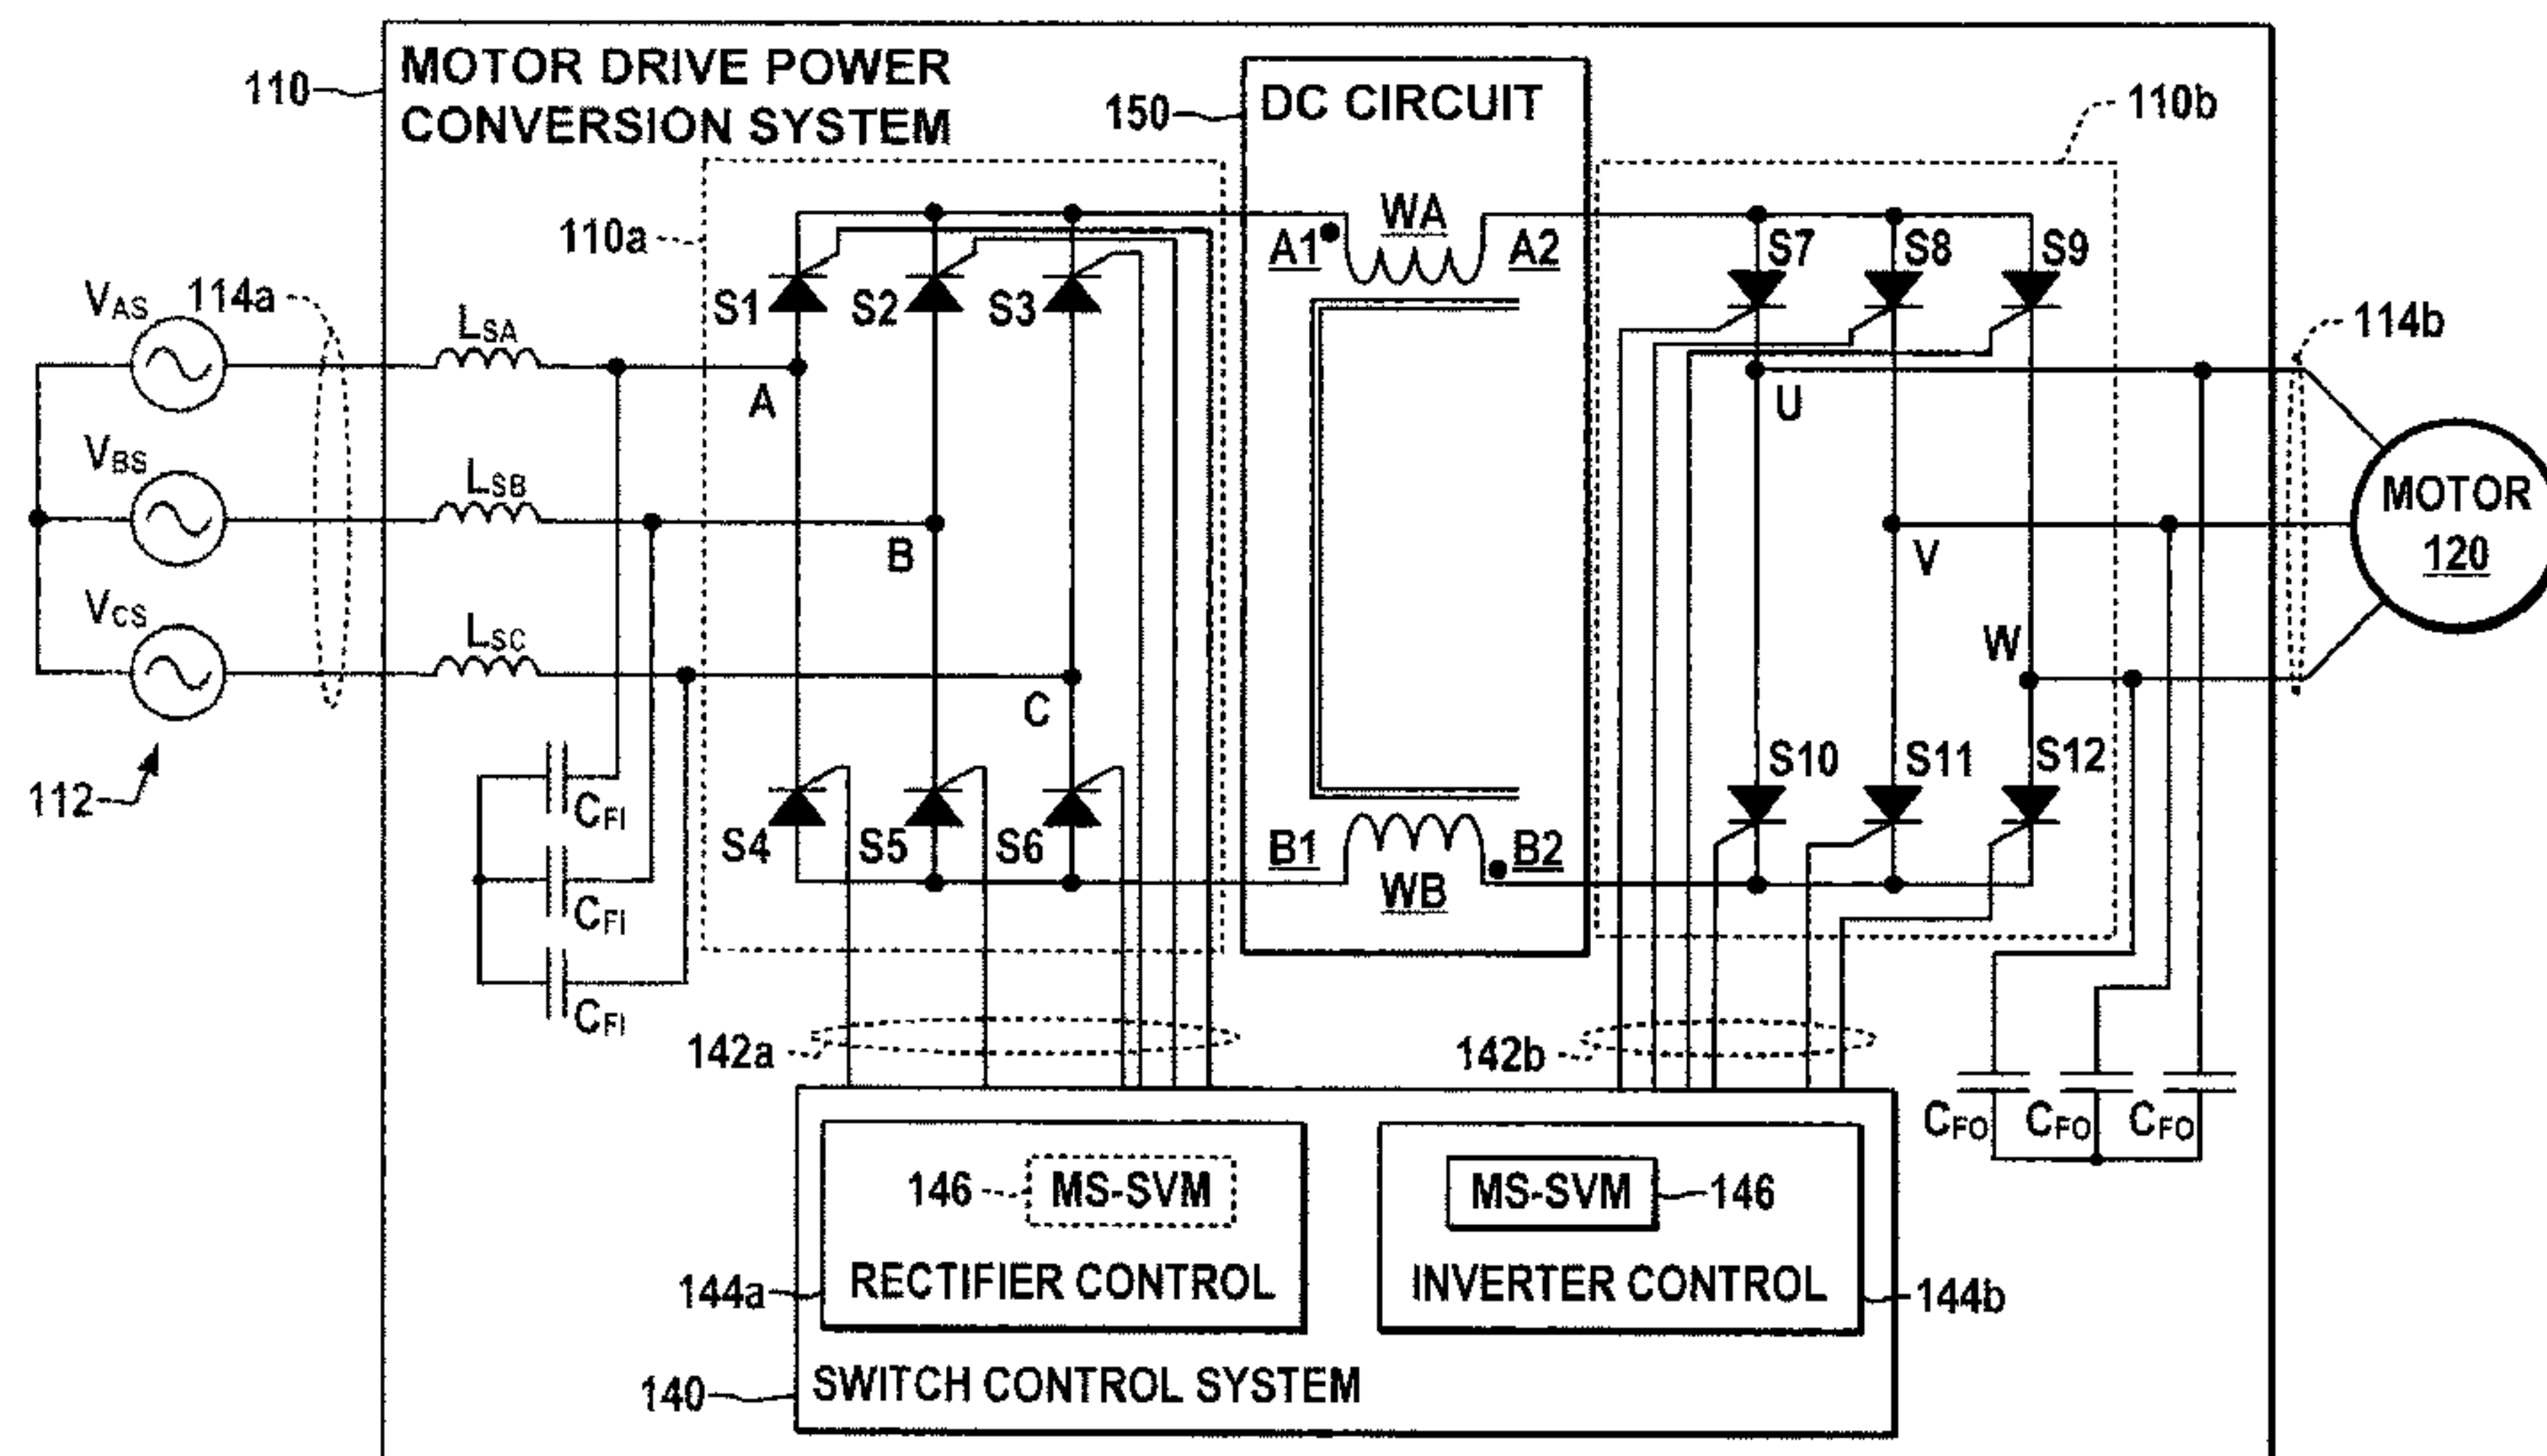 MOTOR DRIVE POWER
CONVERSION SYSTEM
110
150
DC CIRCUIT
110b
110a
WA
A1
A2
S7
S8
S9
S1
S2
S3
VAS
114a
LSA
114b
A
U
VBS
LSB
B
V
MOTOR
120
VCS
LSC
C
W
112
CFI
CFI
CFI
S10
S11
S12
S4
S5
S6
B1
B2
WB
142a
142b
CFO
CFO
CFO
146
MS-SVM
MS-SVM
146
144a
RECTIFIER CONTROL
INVERTER CONTROL
144b
140
SWITCH CONTROL SYSTEM